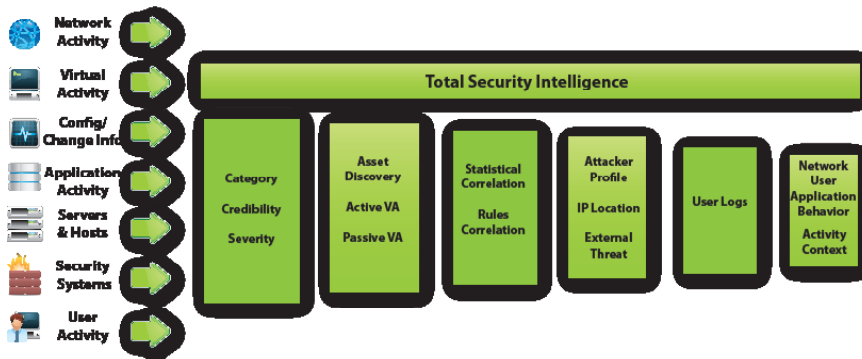 Network
Activity
Virtual
Activity
Config/
Change Info
Application
Activity
Servers
& Hosts
Security
Systems
User
Activity
Total Security Intelligence
Category
Credibility
Severity
Asset
Discovery
Active VA
Passive VA
Statistical
Correlation
Rules
Correlation
Attacker
Profile
IP Location
External
Threat
User Logs
Network
User
Application
Behavior
Activity
Context